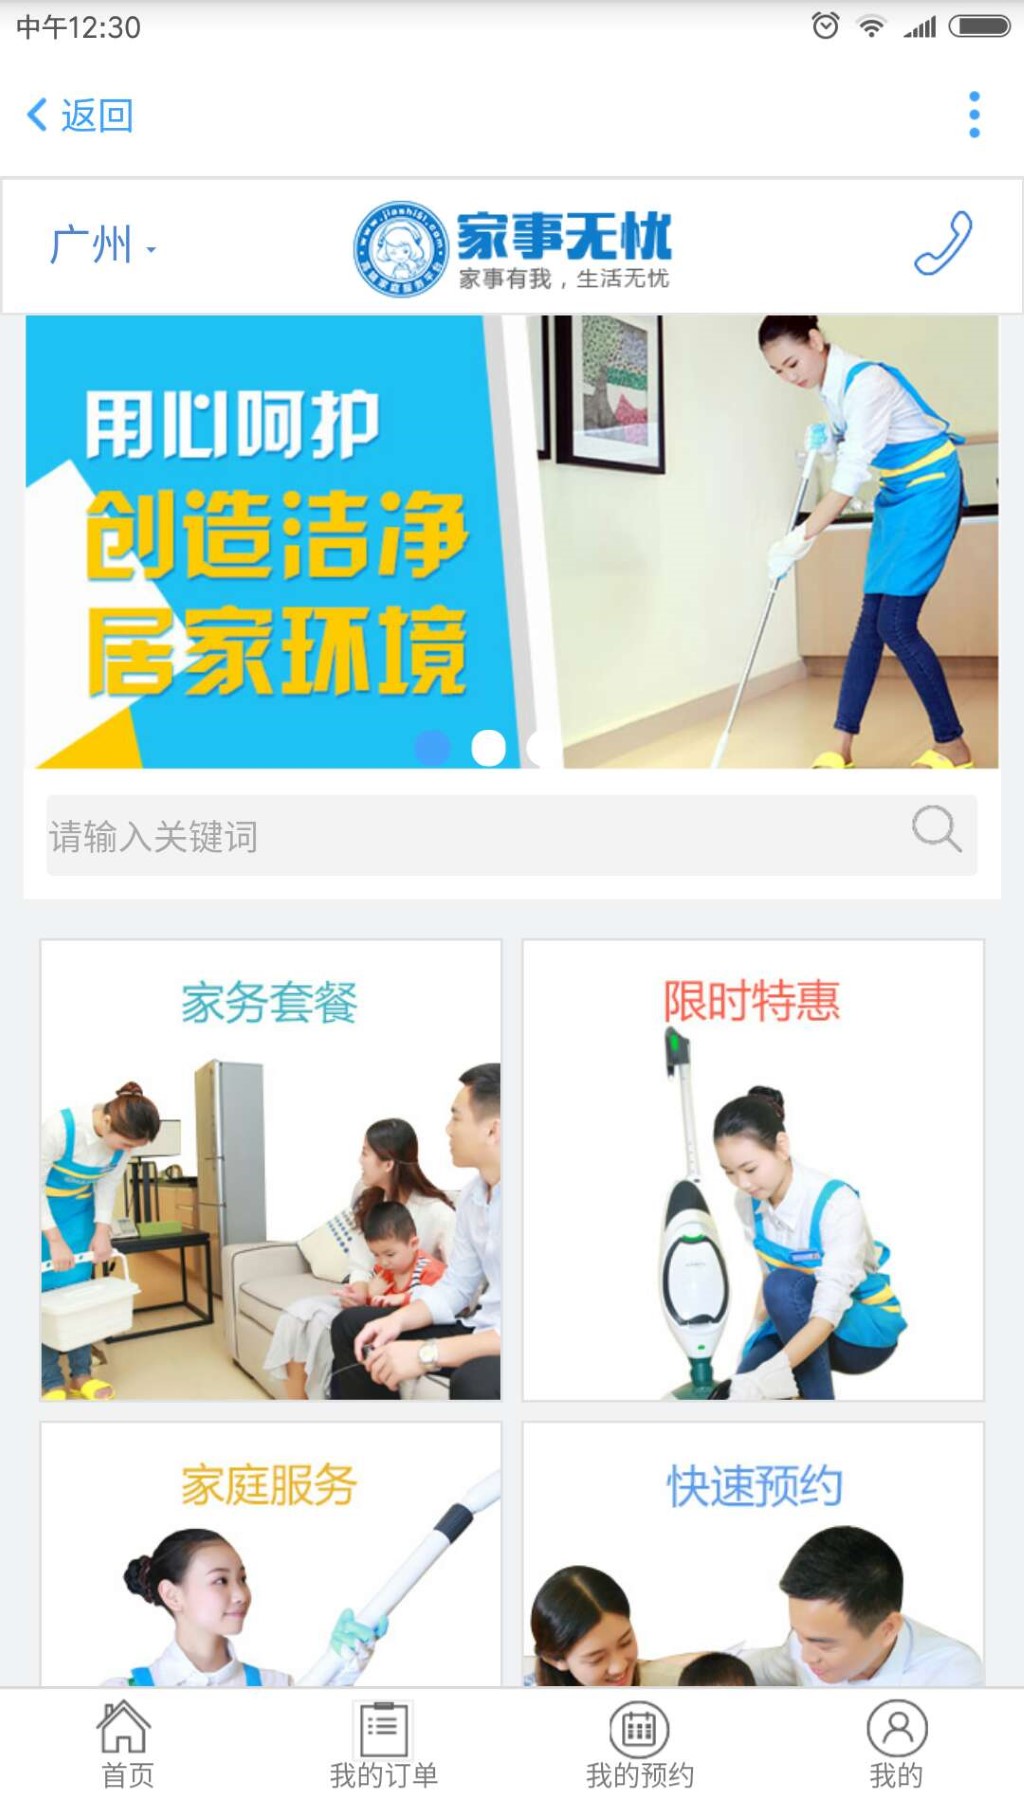 中午12:30
返回
广州
www.jiashi51.com
家事无忧
家事有我，生活无忧
用心呵护
创造洁净
居家环境
请输入关键词
家务套餐
限时特惠
家庭服务
快速预约
首页
我的订单
我的预约
我的